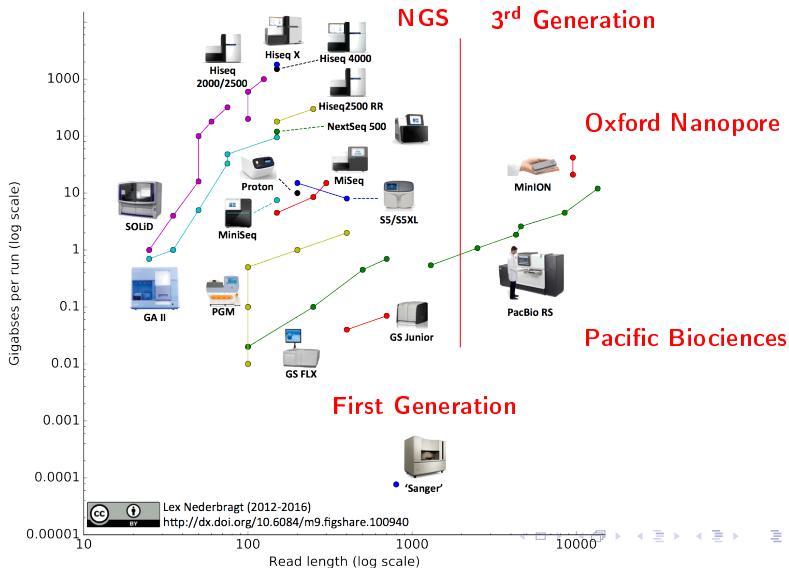 NGS
3rd Generation
Hiseq X
Hiseq 4000
Hiseq
2000/2500
Hiseq2500 RR
NextSeq 500
Oxford Nanopore
MiSeq
MinION
Proton
S5/S5XL
SOLiD
MiniSeq
GA II
PGM
PacBio RS
GS Junior
GS FLX
Pacific Biociences
First Generation
'Sanger'
Lex Nederbragt (2012-2016)
http://dx.doi.org/10.6084/m9.figshare.100940
cc
BY
Gigabses per run (log scale)
1000
100
10
1
0.1
0.01
0.001
0.0001
0.00001
10
100
1000
10000
Read length (log scale)